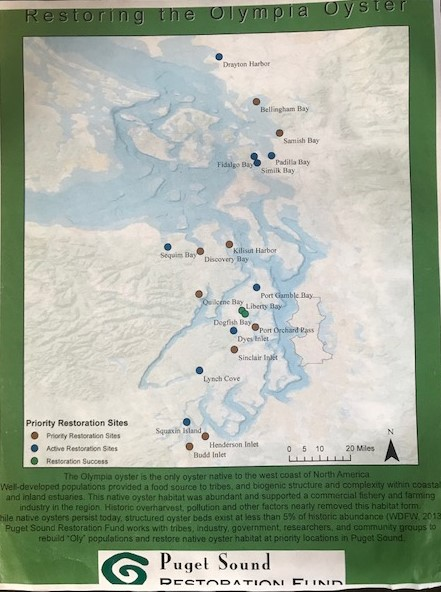 Restoring the Olympia Oyster
Drayton Harbor
Bellingham Bay
Samish Bay
Fidalgo Bay
Padilla Bay
Similk Bay
Kilisut Harbor
Sequim Bay
Discovery Bay
Port Gamble Bay
Quilcene Bay
Liberty Bay
Dogfish Bay
Port Orchard Pass
Dyes Inlet
Sinclair Inlet
Lynch Cove
Squaxin Island
Henderson Inlet
Budd Inlet
Priority Restoration Sites
Priority Restoration Sites
Active Restoration Sites
Restoration Success
0 5 10 20 Miles
N
The Olympia oyster is the only oyster native to the west coast of North America.
Well-developed populations provided a food source, to tribes, and biogenic structure and complexity within coastal
and inland estuaries. This native oyster habitat was abundant and supported a commercial fishery and farming
industry in the region. Historic overharvest, pollution and other factors nearly removed this habitat form.
hile native oysters persist today, structured oyster beds exist at less than 5% of historic abundance (WDFW, 2013
Puget Sound Restoration Fund works with tribes, industry, government, researchers, and community groups to
rebuild "Oly" populations and restore native oyster habitat at priority locations in Puget Sound.
Puget Sound
RESTORATION FUND